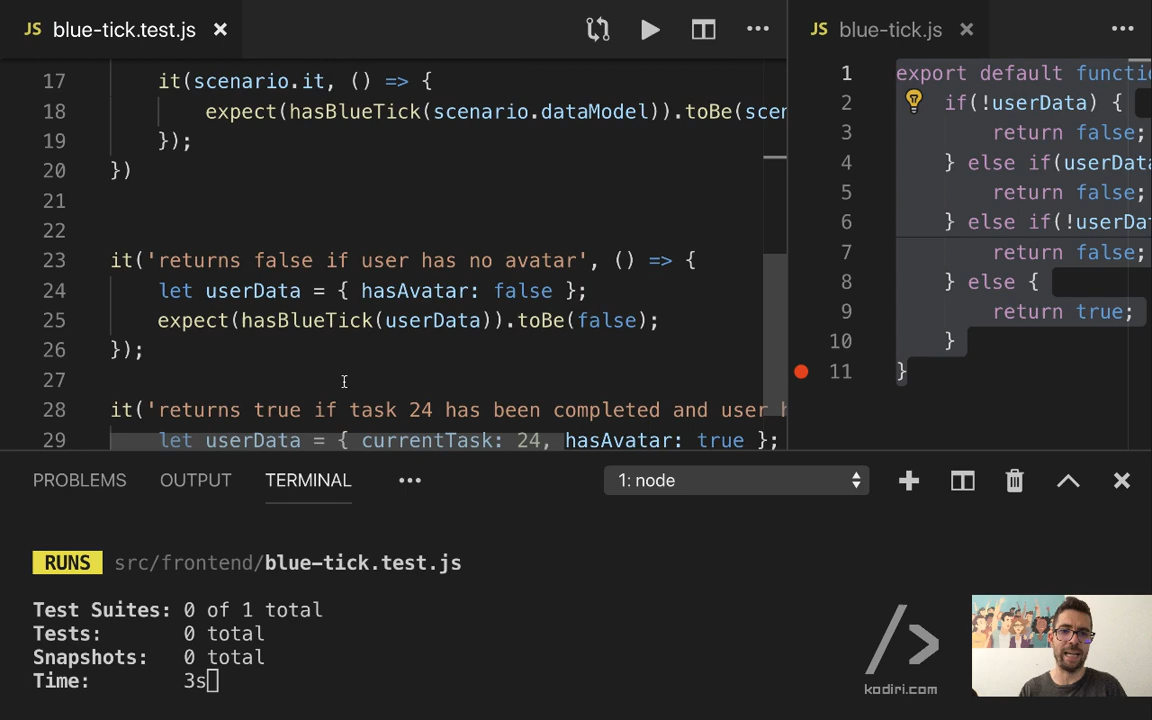 JS blue-tick.test.js
17 it(scenario.it, () => {
18 expect(hasBlueTick(scenario.dataModel)).toBe(scen
19 });
20 })
21
22
23 it('returns false if user has no avatar', () => {
24 let userData = { hasAvatar: false };
25 expect(hasBlueTick(userData)).toBe(false);
26 });
27
28 it('returns true if task 24 has been completed and user h
29 let userData = { currentTask: 24, hasAvatar: true };
JS blue-tick.js
1 export default functio
2 if(!userData) {
3 return false;
4 } else if(userData
5 return false;
6 } else if(!userDa
7 return false;
8 } else {
9 return true;
10 }
11 }
PROBLEMS OUTPUT TERMINAL 1: node
RUNS src/frontend/blue-tick.test.js
Test Suites: 0 of 1 total
Tests: 0 total
Snapshots: 0 total
Time: 3s
/>
kodiri.com